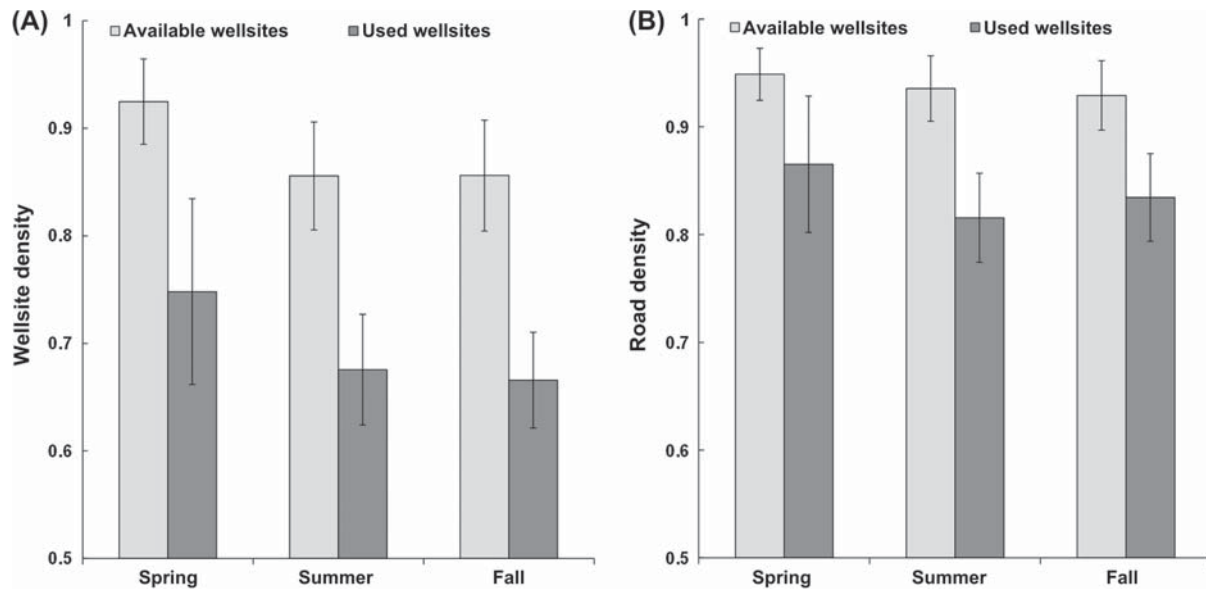 (A)
Available wellsites Used wellsites
Wellsite density
1
0.9
0.8
0.7
0.6
0.5
Spring Summer Fall
(B)
Available wellsites Used wellsites
Road density
1
0.9
0.8
0.7
0.6
0.5
Spring Summer Fall